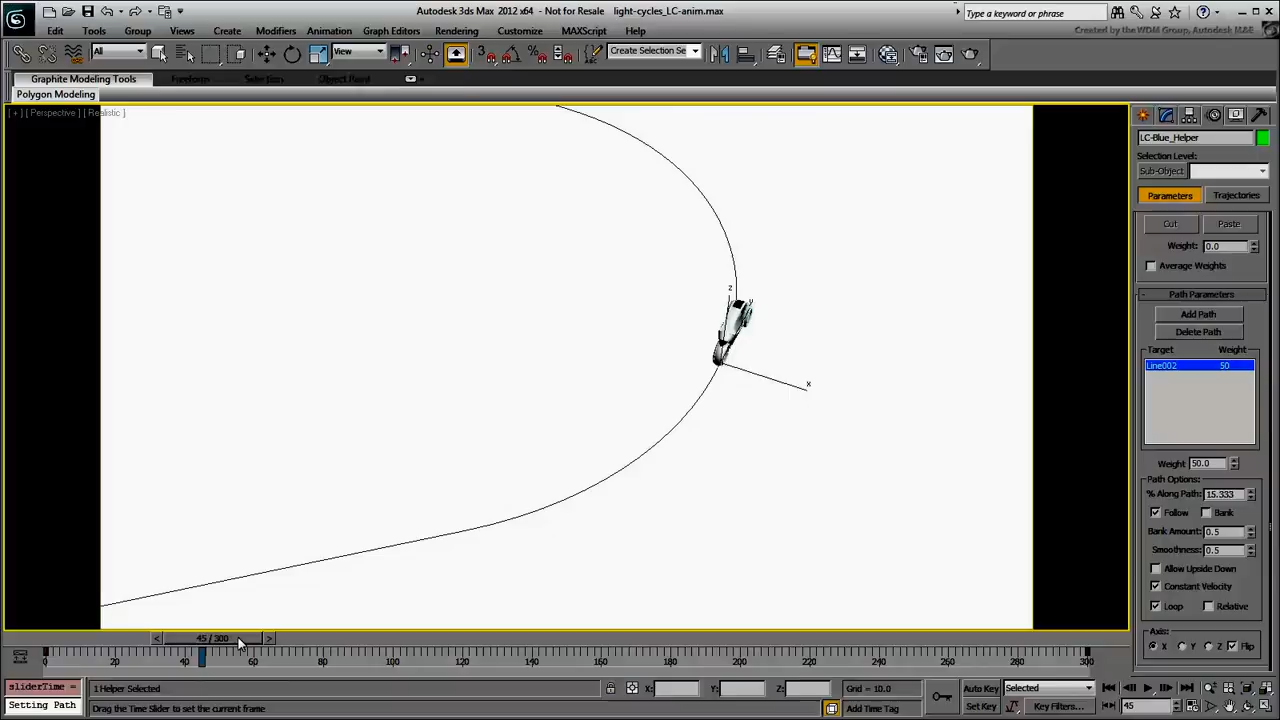 Autodesk 3ds Max 2012 x64 - Not for Resale light-cycles_LC-anim.max
Type a keyword or phrase
Edit Tools Group Views Create Modifiers Animation Graph Editors Rendering Customize MAXScript Help
Created by the WDM Group, Autodesk M&E
All View 3 % Create Selection Se
Graphite Modeling Tools Freeform Selection Object Paint
Polygon Modeling
[ + ] [ Perspective ] [ Realistic ]
LC-Blue_Helper
Selection Level:
Sub-Object
Parameters Trajectories
Cut Paste
Weight: 0.0
Average Weights
- Path Parameters
Add Path
Delete Path
Target Weight
Line002 50
Weight 50.0
Path Options:
% Along Path: 15.333
Follow Bank
Bank Amount: 0.5
Smoothness: 0.5
Allow Upside Down
Constant Velocity
Loop Relative
Axis:
X Y Z Flip
z
y
x
< 45 / 300 >
0 20 40 60 80 100 120 140 160 180 200 220 240 260 280 300
sliderTime = 1 Helper Selected X: Y: Z: Grid = 10.0 Auto Key Selected
Setting Path Drag the Time Slider to set the current frame Add Time Tag Set Key Key Filters... 45